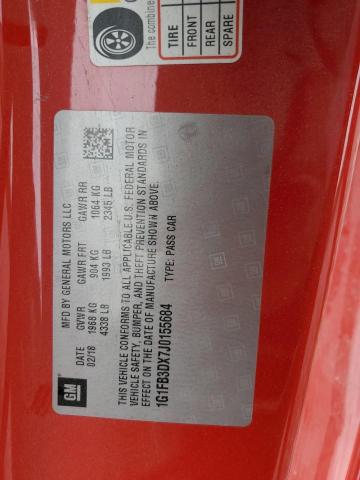 The combine
TIRE
FRONT
REAR
SPARE
GM
MFD BY GENERAL MOTORS LLC
DATE GVWR GAWR FRT GAWR RR
02/18 1968 KG 904 KG 1064 KG
4338 LB 1993 LB 2345 LB
THIS VEHICLE CONFORMS TO ALL APPLICABLE U.S. FEDERAL MOTOR
VEHICLE SAFETY, BUMPER, AND THEFT PREVENTION STANDARDS IN
EFFECT ON THE DATE OF MANUFACTURE SHOWN ABOVE.
1G1FB3DX7J0155684 TYPE: PASS CAR